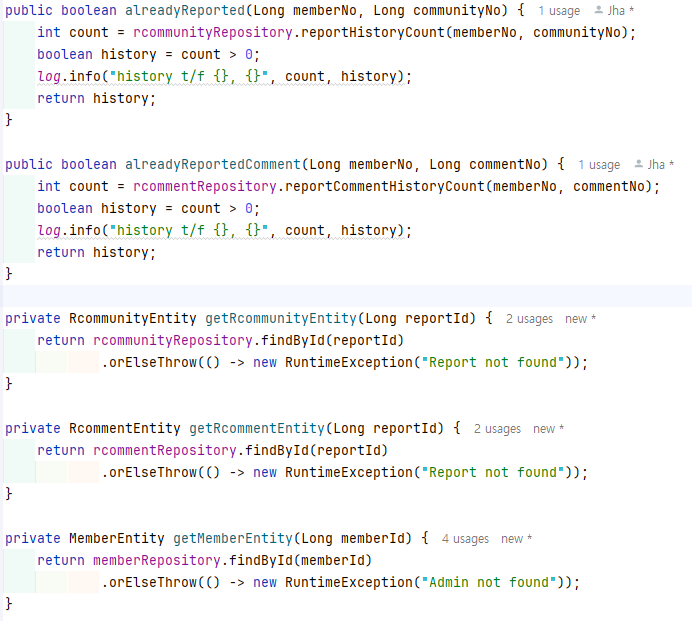 public boolean alreadyReported(Long memberNo, Long communityNo) { 1 usage Jha *
    int count = rcommunityRepository.reportHistoryCount(memberNo, communityNo);
    boolean history = count > 0;
    log.info("history t/f {}, {}", count, history);
    return history;
}

public boolean alreadyReportedComment(Long memberNo, Long commentNo) { 1 usage Jha *
    int count = rcommentRepository.reportCommentHistoryCount(memberNo, commentNo);
    boolean history = count > 0;
    log.info("history t/f {}, {}", count, history);
    return history;
}

private RcommunityEntity getRcommunityEntity(Long reportId) { 2 usages new *
    return rcommunityRepository.findById(reportId)
            .orElseThrow(() -> new RuntimeException("Report not found"));
}

private RcommentEntity getRcommentEntity(Long reportId) { 2 usages new *
    return rcommentRepository.findById(reportId)
            .orElseThrow(() -> new RuntimeException("Report not found"));
}

private MemberEntity getMemberEntity(Long memberId) { 4 usages new *
    return memberRepository.findById(memberId)
            .orElseThrow(() -> new RuntimeException("Admin not found"));
}